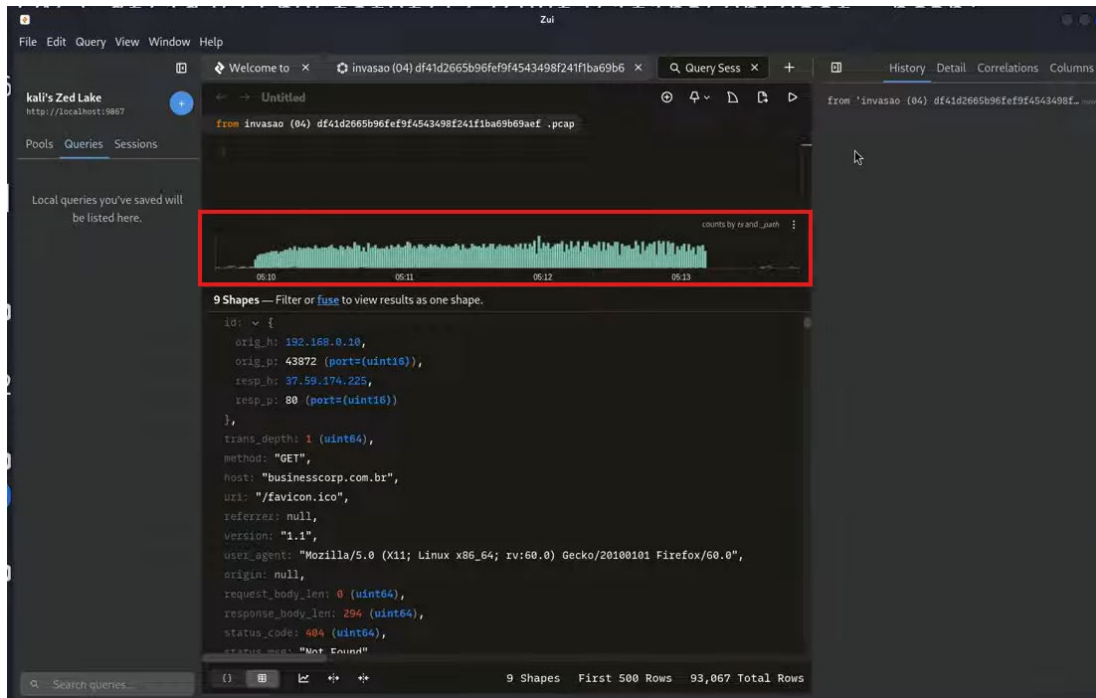 Zui
File Edit Query View Window Help
kali's Zed Lake
http://localhost:9867
+
Pools Queries Sessions
Local queries you've saved will
be listed here.
Search queries...
Welcome to × invasao (04) df41d2665b96fef9f4543498f241f1ba69b6 × Query Sess × +
Untitled
from invasao (04) df41d2665b96fef9f4543498f241f1ba69b69aef .pcap
1
counts by ts and _path
05:10 05:11 05:12 05:13
9 Shapes — Filter or fuse to view results as one shape.
id: {
orig_h: 192.168.0.10,
orig_p: 43872 (port=(uint16)),
resp_h: 37.59.174.225,
resp_p: 80 (port=(uint16))
},
trans_depth: 1 (uint64),
method: "GET",
host: "businesscorp.com.br",
uri: "/favicon.ico",
referrer: null,
version: "1.1",
user_agent: "Mozilla/5.0 (X11; Linux x86_64; rv:60.0) Gecko/20100101 Firefox/60.0",
origin: null,
request_body_len: 0 (uint64),
response_body_len: 294 (uint64),
status_code: 404 (uint64),
status_msg: "Not Found"
{} 9 Shapes First 500 Rows 93,067 Total Rows
History Detail Correlations Columns
from 'invasao (04) df41d2665b96fef9f4543498f… now